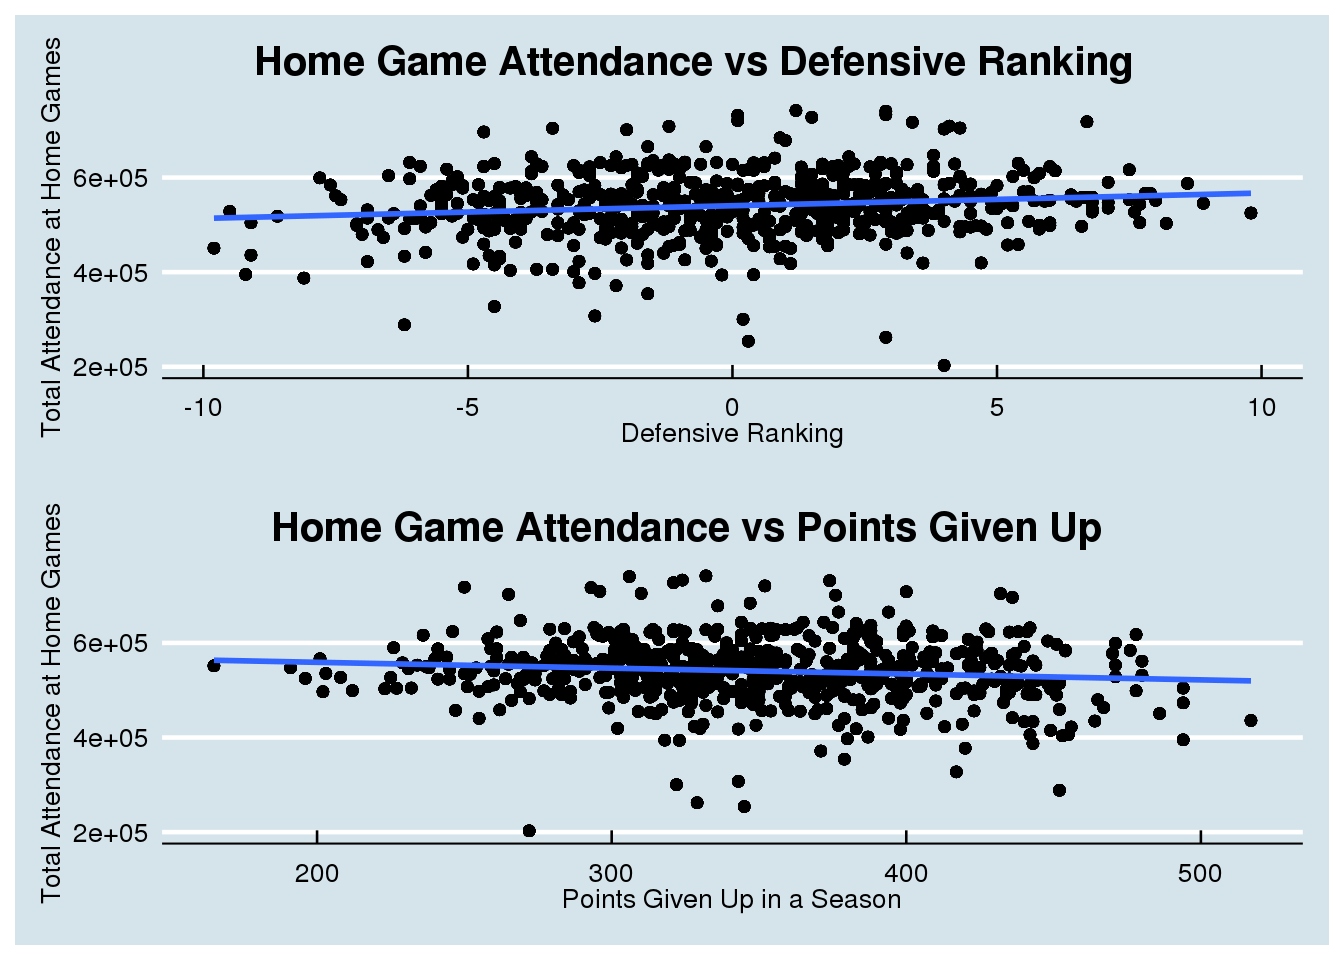 Home Game Attendance vs Defensive Ranking
Total Attendance at Home Games
6e+05
4e+05
2e+05
-10 -5 0 5 10
Defensive Ranking
Home Game Attendance vs Points Given Up
Total Attendance at Home Games
6e+05
4e+05
2e+05
200 300 400 500
Points Given Up in a Season